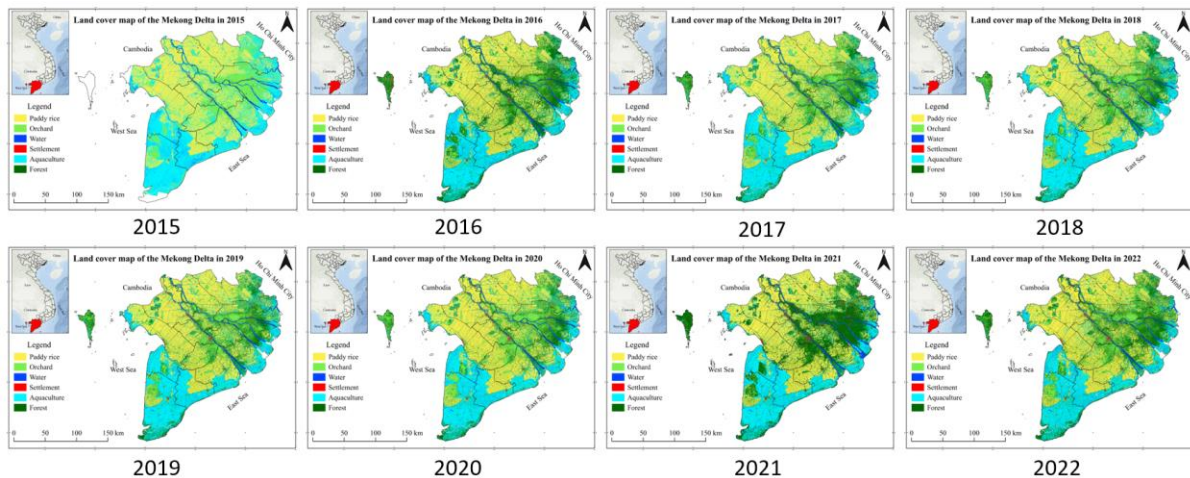 Land cover map of the Mekong Delta in 2015
N
Cambodia
Ho Chi Minh City
Legend
Paddy rice
Orchard
Water
Settlement
Aquaculture
Forest
West Sea
East Sea
0 50 100 150 km
2015
Land cover map of the Mekong Delta in 2016
N
Cambodia
Ho Chi Minh City
Legend
Paddy rice
Orchard
Water
Settlement
Aquaculture
Forest
West Sea
East Sea
0 50 100 150 km
2016
Land cover map of the Mekong Delta in 2017
N
Cambodia
Ho Chi Minh City
Legend
Paddy rice
Orchard
Water
Settlement
Aquaculture
Forest
West Sea
East Sea
0 50 100 150 km
2017
Land cover map of the Mekong Delta in 2018
N
Cambodia
Ho Chi Minh City
Legend
Paddy rice
Orchard
Water
Settlement
Aquaculture
Forest
West Sea
East Sea
0 50 100 150 km
2018
Land cover map of the Mekong Delta in 2019
N
Cambodia
Ho Chi Minh City
Legend
Paddy rice
Orchard
Water
Settlement
Aquaculture
Forest
West Sea
East Sea
0 50 100 150 km
2019
Land cover map of the Mekong Delta in 2020
N
Cambodia
Ho Chi Minh City
Legend
Paddy rice
Orchard
Water
Settlement
Aquaculture
Forest
West Sea
East Sea
0 50 100 150 km
2020
Land cover map of the Mekong Delta in 2021
N
Cambodia
Ho Chi Minh City
Legend
Paddy rice
Orchard
Water
Settlement
Aquaculture
Forest
West Sea
East Sea
0 50 100 150 km
2021
Land cover map of the Mekong Delta in 2022
N
Cambodia
Ho Chi Minh City
Legend
Paddy rice
Orchard
Water
Settlement
Aquaculture
Forest
West Sea
East Sea
0 50 100 150 km
2022